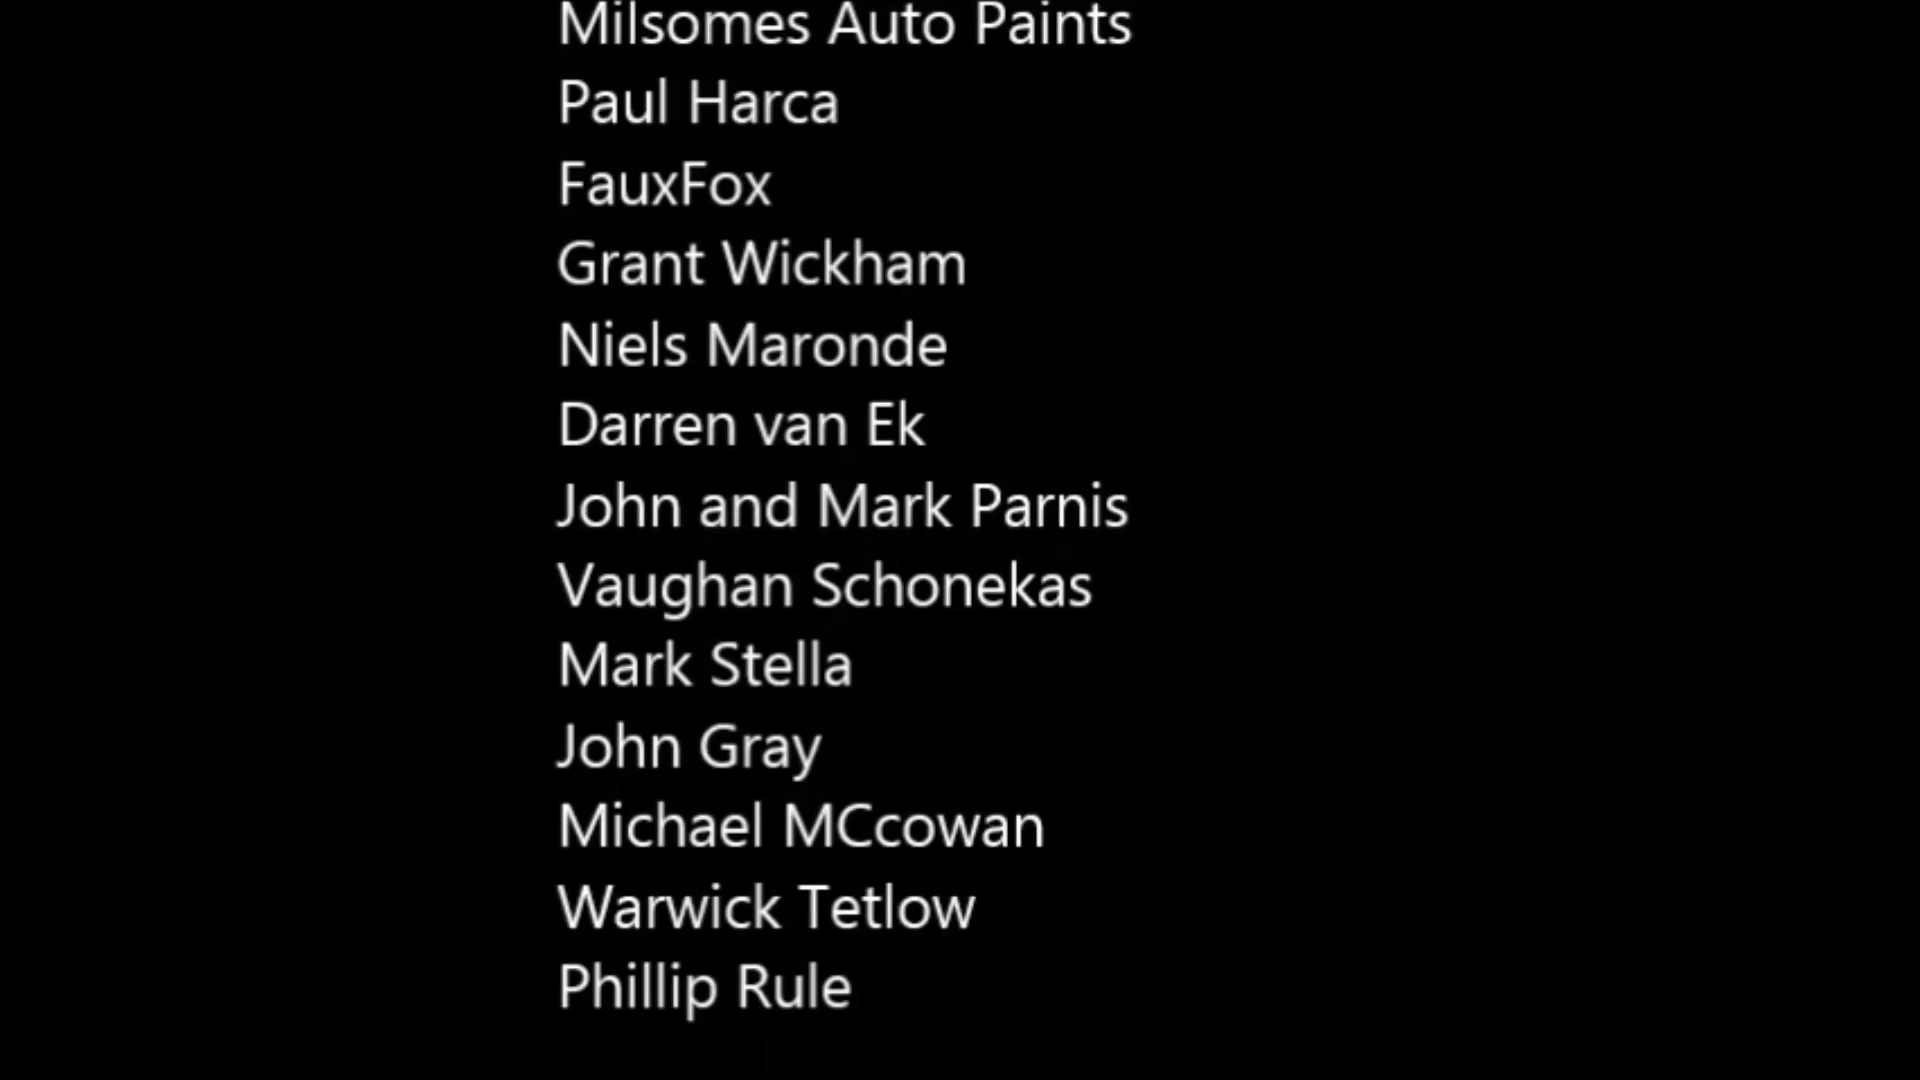 Milsomes Auto Paints
Paul Harca
FauxFox
Grant Wickham
Niels Maronde
Darren van Ek
John and Mark Parnis
Vaughan Schonekas
Mark Stella
John Gray
Michael MCcowan
Warwick Tetlow
Phillip Rule